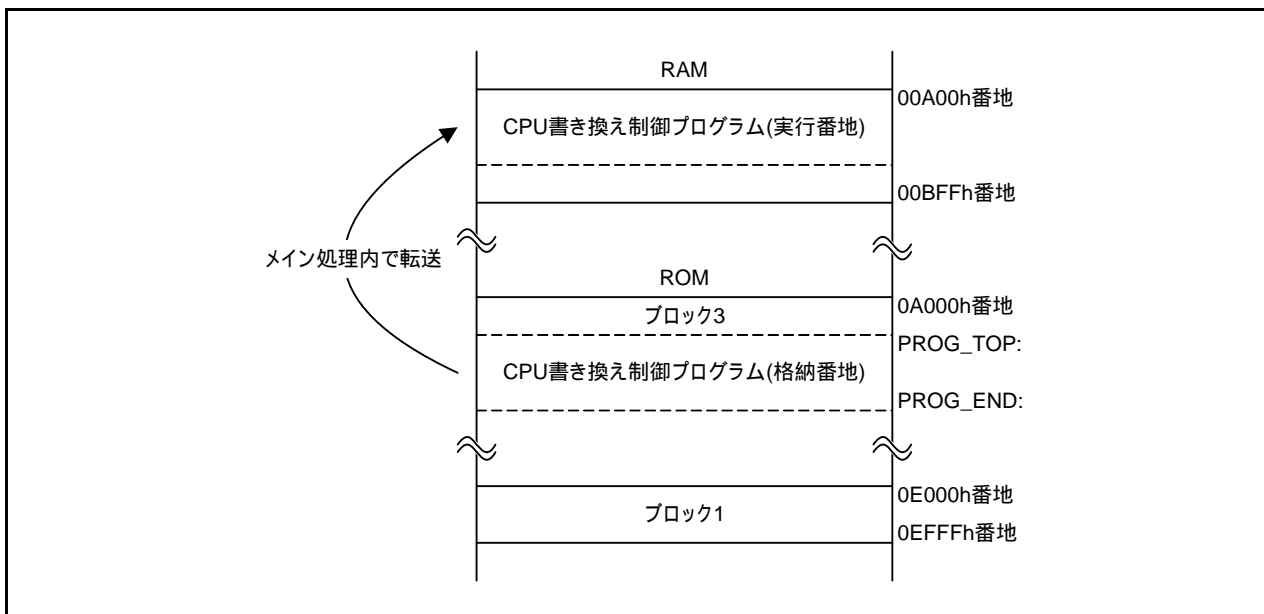 RAM
00A00h番地
CPU書き換え制御プログラム(実行番地)
00BFFh番地
メイン処理内で転送
ROM
0A000h番地
ブロック3
PROG_TOP:
CPU書き換え制御プログラム(格納番地)
PROG_END:
0E000h番地
ブロック1
0EFFFh番地